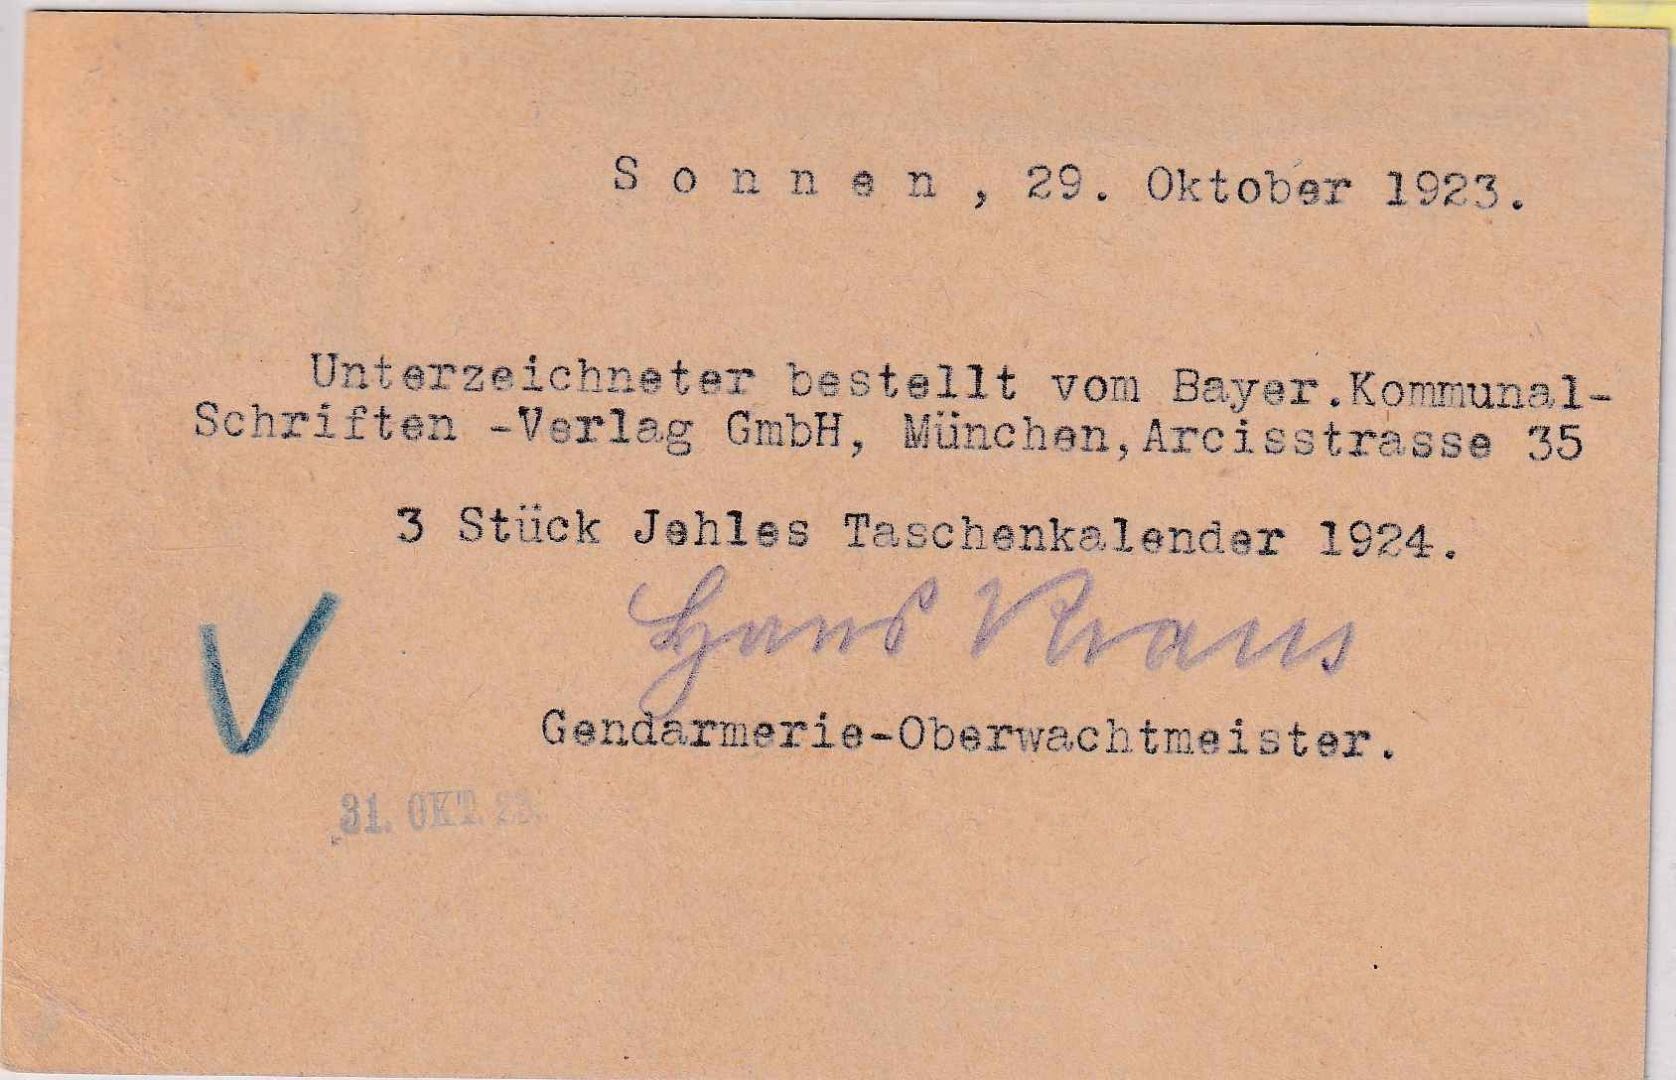 S o n n e n , 29. Oktober 1923.
Unterzeichneter bestellt vom Bayer.Kommunal-
Schriften -Verlag GmbH, München,Arcisstrasse 35
3 Stück Jehles Taschenkalender 1924.
Hans Kraus
Gendarmerie-Oberwachtmeister.
31. OKT. 23.